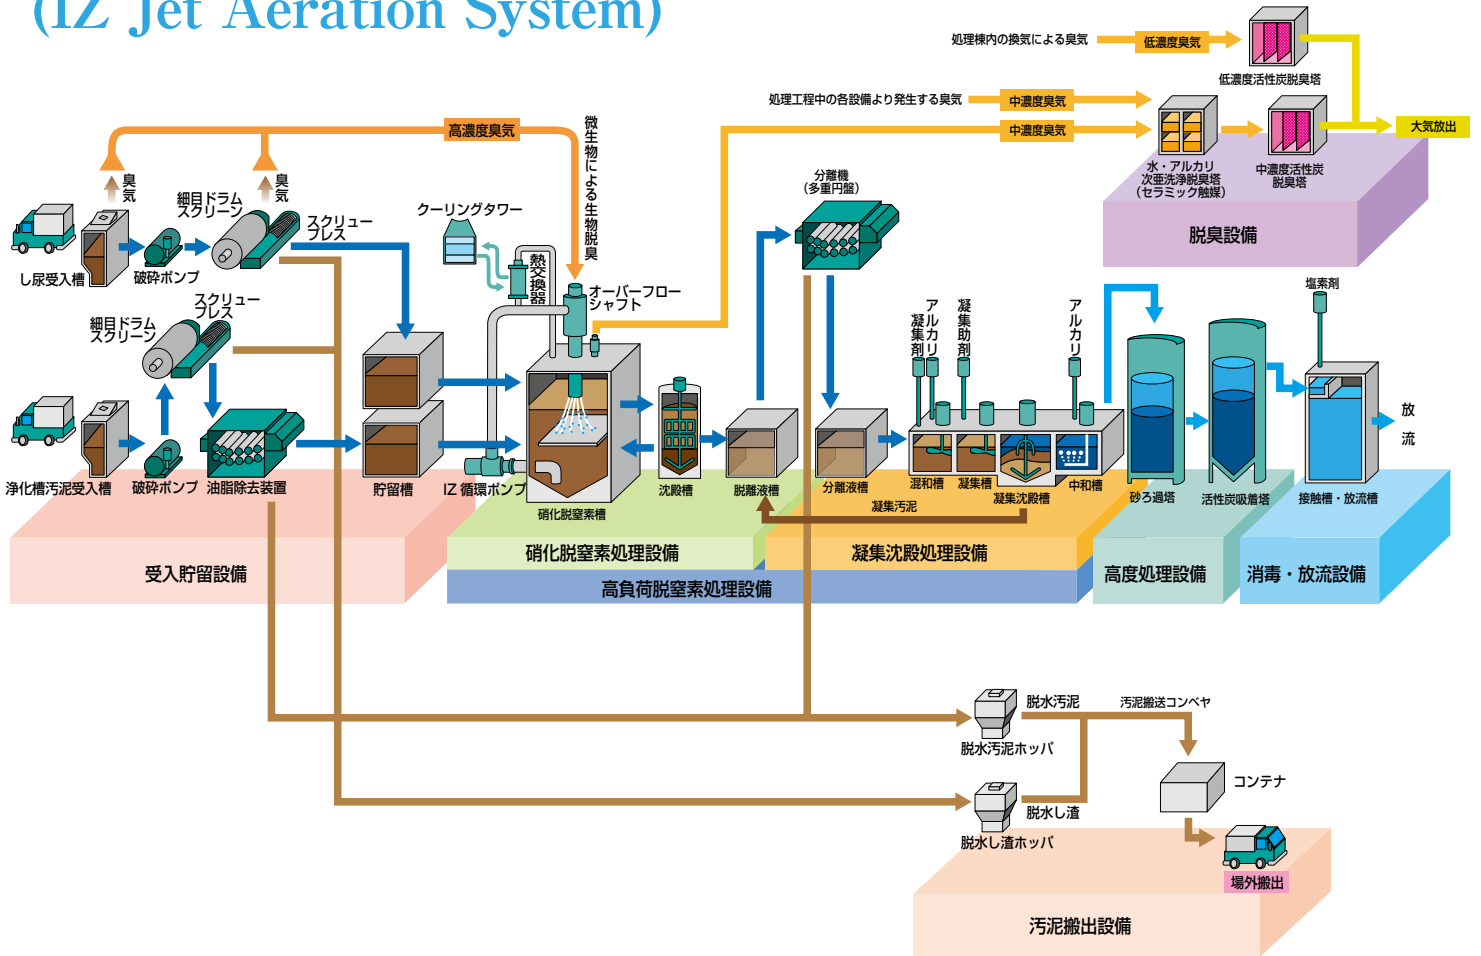 (IZ Jet Aeration System)
処理棟内の換気による臭気
低濃度臭気
低濃度活性炭脱臭塔
処理工程中の各設備より発生する臭気
中濃度臭気
中濃度臭気
大気放出
水・アルカリ
次亜洗浄脱臭塔
(セラミック触媒)
中濃度活性炭
脱臭塔
脱臭設備
高濃度臭気
微生物による生物脱臭
臭気
臭気
細目ドラム
スクリーン
スクリュー
プレス
し尿受入槽
破砕ポンプ
クーリングタワー
熱交換器
オーバーフロー
シャフト
分離機
(多重円盤)
スクリュー
プレス
細目ドラム
スクリーン
浄化槽汚泥受入槽
破砕ポンプ
油脂除去装置
貯留槽
IZ 循環ポンプ
硝化脱窒素槽
沈殿槽
脱離液槽
分離液槽
アルカリ
凝集剤
凝集助剤
アルカリ
混和槽
凝集槽
凝集沈殿槽
中和槽
凝集汚泥
砂ろ過塔
活性炭吸着塔
塩素剤
接触槽・放流槽
放
流
受入貯留設備
硝化脱窒素処理設備
凝集沈殿処理設備
高負荷脱窒素処理設備
高度処理設備
消毒・放流設備
脱水汚泥
汚泥搬送コンベヤ
脱水汚泥ホッパ
コンテナ
脱水し渣
脱水し渣ホッパ
場外搬出
汚泥搬出設備